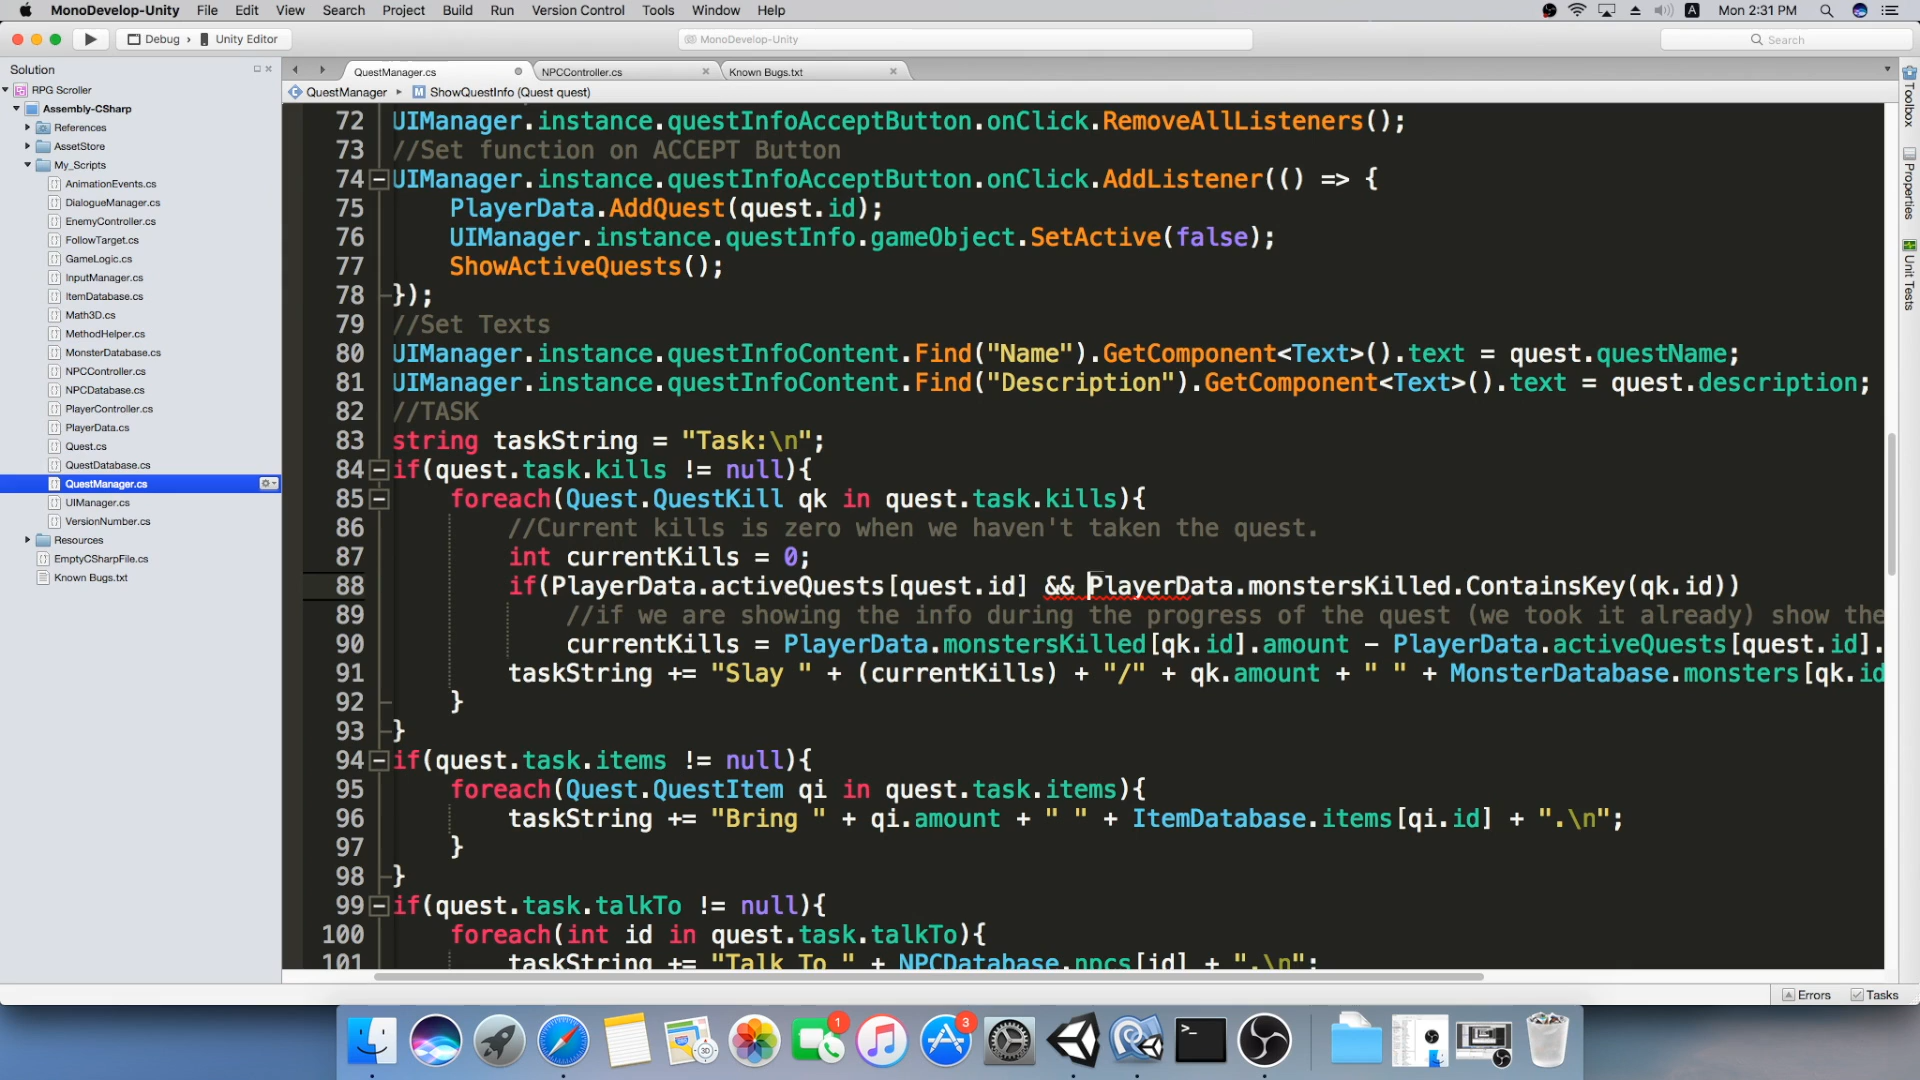 MonoDevelop-Unity File Edit View Search Project Build Run Version Control Tools Window Help A Mon 2:31 PM
Debug › Unity Editor MonoDevelop-Unity Search
Solution QuestManager.cs NPCController.cs Known Bugs.txt
QuestManager ▸ M ShowQuestInfo (Quest quest)
RPG Scroller
Assembly-CSharp
References
AssetStore
My_Scripts
AnimationEvents.cs
DialogueManager.cs
EnemyController.cs
FollowTarget.cs
GameLogic.cs
InputManager.cs
ItemDatabase.cs
Math3D.cs
MethodHelper.cs
MonsterDatabase.cs
NPCController.cs
NPCDatabase.cs
PlayerController.cs
PlayerData.cs
Quest.cs
QuestDatabase.cs
QuestManager.cs
UIManager.cs
VersionNumber.cs
Resources
EmptyCSharpFile.cs
Known Bugs.txt
72 UIManager.instance.questInfoAcceptButton.onClick.RemoveAllListeners();
73 //Set function on ACCEPT Button
74 UIManager.instance.questInfoAcceptButton.onClick.AddListener(() => {
75 PlayerData.AddQuest(quest.id);
76 UIManager.instance.questInfo.gameObject.SetActive(false);
77 ShowActiveQuests();
78 });
79 //Set Texts
80 UIManager.instance.questInfoContent.Find("Name").GetComponent<Text>().text = quest.questName;
81 UIManager.instance.questInfoContent.Find("Description").GetComponent<Text>().text = quest.description;
82 //TASK
83 string taskString = "Task:\n";
84 if(quest.task.kills != null){
85 foreach(Quest.QuestKill qk in quest.task.kills){
86 //Current kills is zero when we haven't taken the quest.
87 int currentKills = 0;
88 if(PlayerData.activeQuests[quest.id] && PlayerData.monstersKilled.ContainsKey(qk.id))
89 //if we are showing the info during the progress of the quest (we took it already) show the
90 currentKills = PlayerData.monstersKilled[qk.id].amount - PlayerData.activeQuests[quest.id].
91 taskString += "Slay " + (currentKills) + "/" + qk.amount + " " + MonsterDatabase.monsters[qk.id
92 }
93 }
94 if(quest.task.items != null){
95 foreach(Quest.QuestItem qi in quest.task.items){
96 taskString += "Bring " + qi.amount + " " + ItemDatabase.items[qi.id] + ".\n";
97 }
98 }
99 if(quest.task.talkTo != null){
100 foreach(int id in quest.task.talkTo){
101 taskString += "Talk To " + NPCDatabase.npcs[id] + ".\n";
Toolbox
Properties
Unit Tests
Errors Tasks
1
3